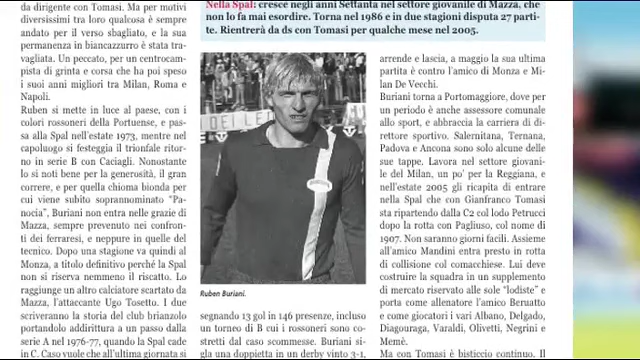 da dirigente con Tomasi. Ma per motivi
diversissimi tra loro qualcosa è sempre
andato per il verso sbagliato, e la sua
permanenza in biancazzurro è stata tra-
vagliata. Un peccato, per un centrocam-
pista di grinta e corsa che ha poi speso
i suoi anni migliori tra Milan, Roma e
Napoli.
Ruben si mette in luce al paese, con i
colori rossoneri della Portuense, e pas-
sa alla Spal nell'estate 1973, mentre nel
capoluogo si festeggia il trionfale ritor-
no in serie B con Caciagli. Nonostante
lo si noti bene per la generosità, il gran
correre, e per quella chioma bionda per
cui viene subito soprannominato "Pa-
nocia", Buriani non entra nelle grazie di
Mazza, sempre prevenuto nei confron-
ti dei ferraresi, e neppure in quelle del
tecnico. Dopo una stagione va quindi al
Monza, a titolo definitivo perché la Spal
non si riserva nemmeno il riscatto. Lo
raggiunge un altro calciatore scartato da
Mazza, l'attaccante Ugo Tosetto. I due
scriveranno la storia del club brianzolo
portandolo addirittura a un passo dalla
serie A nel 1976-77, quando la Spal cade
in C. Caso vuole che all'ultima giornata si
Nella Spal: cresce negli anni Settanta nel settore giovanile di Mazza, che
non lo fa mai esordire. Torna nel 1986 e in due stagioni disputa 27 parti-
te. Rientrerà da ds con Tomasi per qualche mese nel 2005.
Ruben Buriani.
segnando 13 gol in 146 presenze, incluso
un torneo di B cui i rossoneri sono co-
stretti dal caso scommesse. Buriani si-
gla una doppietta in un derby vinto 3-1,
arrende e lascia, a maggio la sua ultima
partita è contro l'amico di Monza e Mi-
lan De Vecchi.
Buriani torna a Portomaggiore, dove per
un periodo è anche assessore comunale
allo sport, e abbraccia la carriera di di-
rettore sportivo. Salernitana, Ternana,
Padova e Ancona sono solo alcune delle
sue tappe. Lavora nel settore giovani-
le del Milan, un po' per la Reggiana, e
nell'estate 2005 gli ricapita di entrare
nella Spal che con Gianfranco Tomasi
sta ripartendo dalla C2 col lodo Petrucci
dopo la rotta con Pagliuso, col nome di
1907. Non saranno giorni facili. Assieme
all'amico Mandini entra presto in rotta
di collisione col comacchiese. Lui deve
costruire la squadra in un supplemento
di mercato riservato alle sole "lodiste" e
porta come allenatore l'amico Beruatto
e come giocatori i vari Albano, Delgado,
Diagouraga, Varaldi, Olivetti, Negrini e
Memè.
Ma con Tomasi è bisticcio continuo. Il